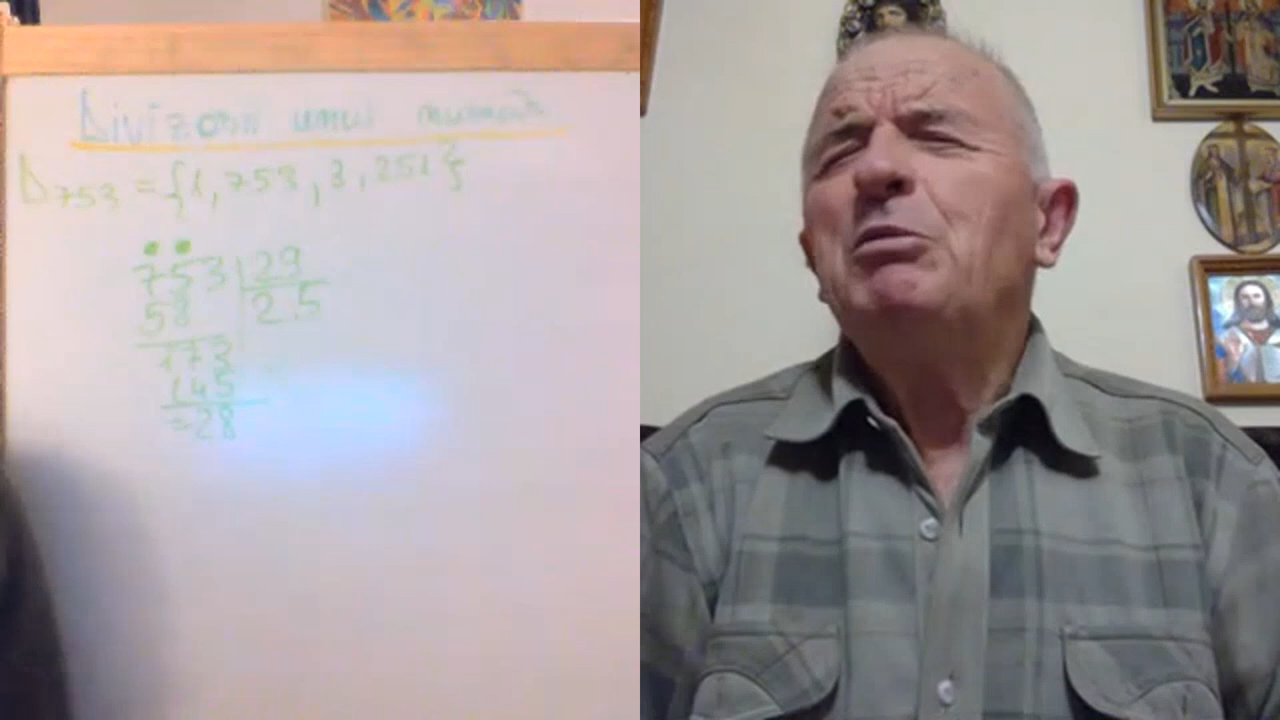 Divizorii unui număr
D753 = {1, 753, 3, 251}
753 | 29
58 | 25
173
145
=28